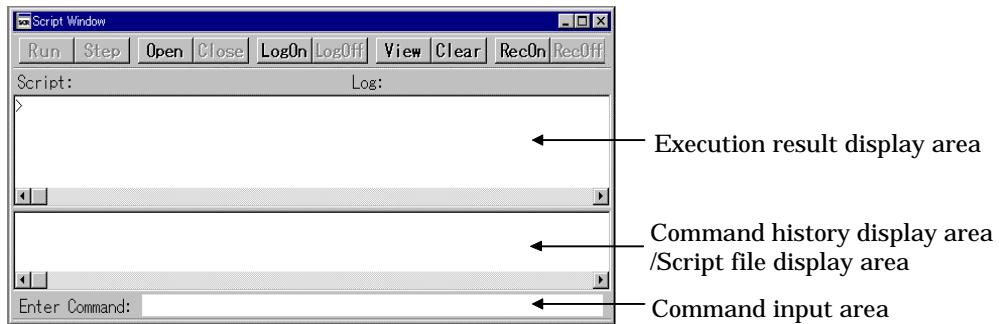 SCR Script Window
Run Step Open Close LogOn LogOff View Clear RecOn RecOff
Script: Log:
>
Execution result display area
Command history display area
/Script file display area
Enter Command:
Command input area